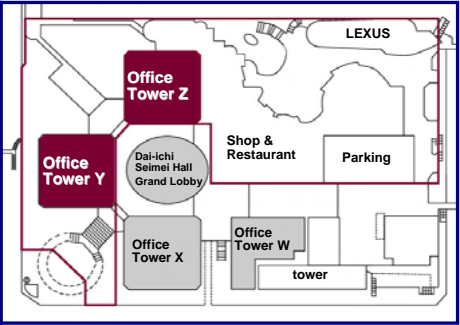 LEXUS
Office
Tower Z
Shop &
Restaurant
Dai-ichi
Seimei Hall
Grand Lobby
Parking
Office
Tower Y
Office
Tower X
Office
Tower W
tower